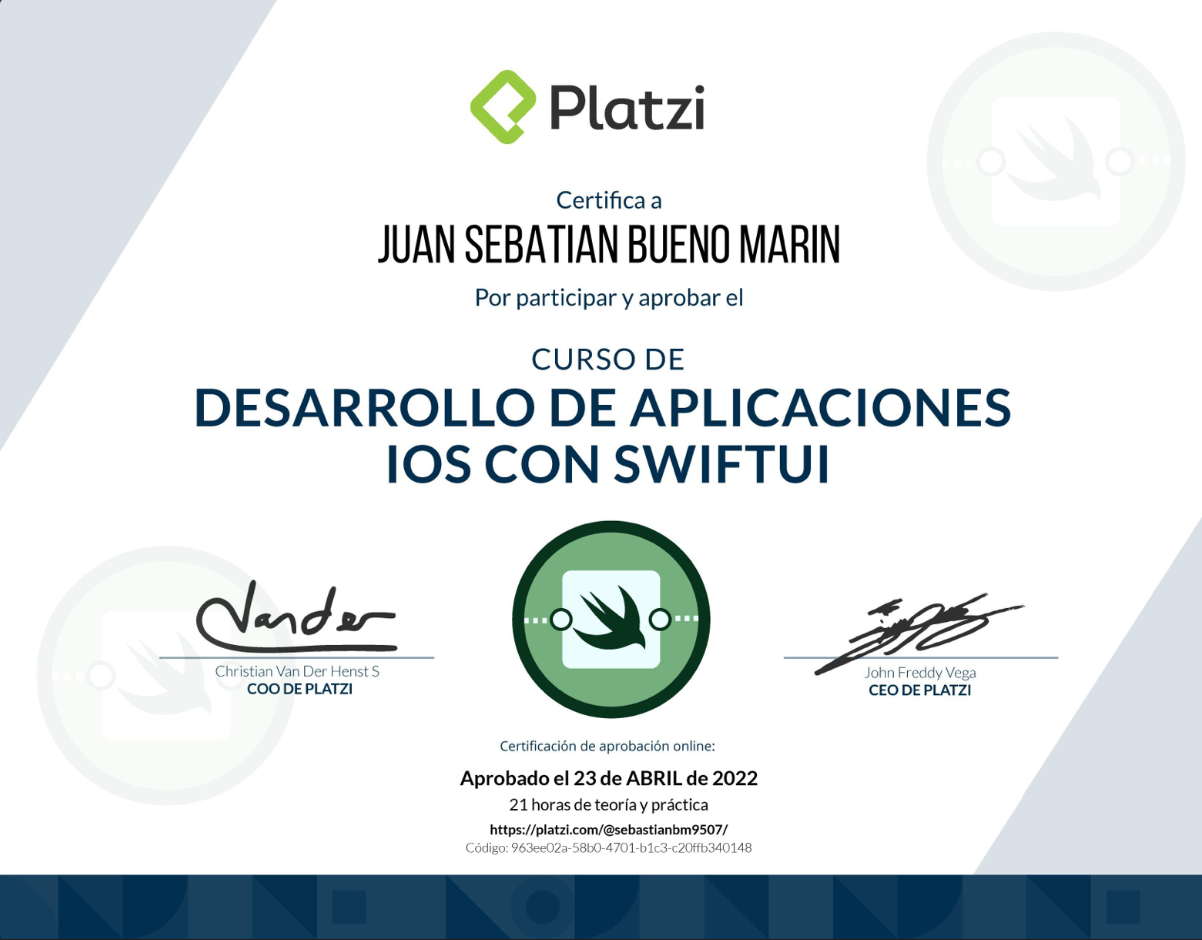 Platzi
Certifica a
JUAN SEBATIAN BUENO MARIN
Por participar y aprobar el
CURSO DE
DESARROLLO DE APLICACIONES
IOS CON SWIFTUI
Vander
Christian Van Der Henst S
COO DE PLATZI
John Freddy Vega
CEO DE PLATZI
Certificación de aprobación online:
Aprobado el 23 de ABRIL de 2022
21 horas de teoría y práctica
https://platzi.com/@sebastianbm9507/
Código: 963ee02a-58b0-4701-b1c3-c20ffb340148